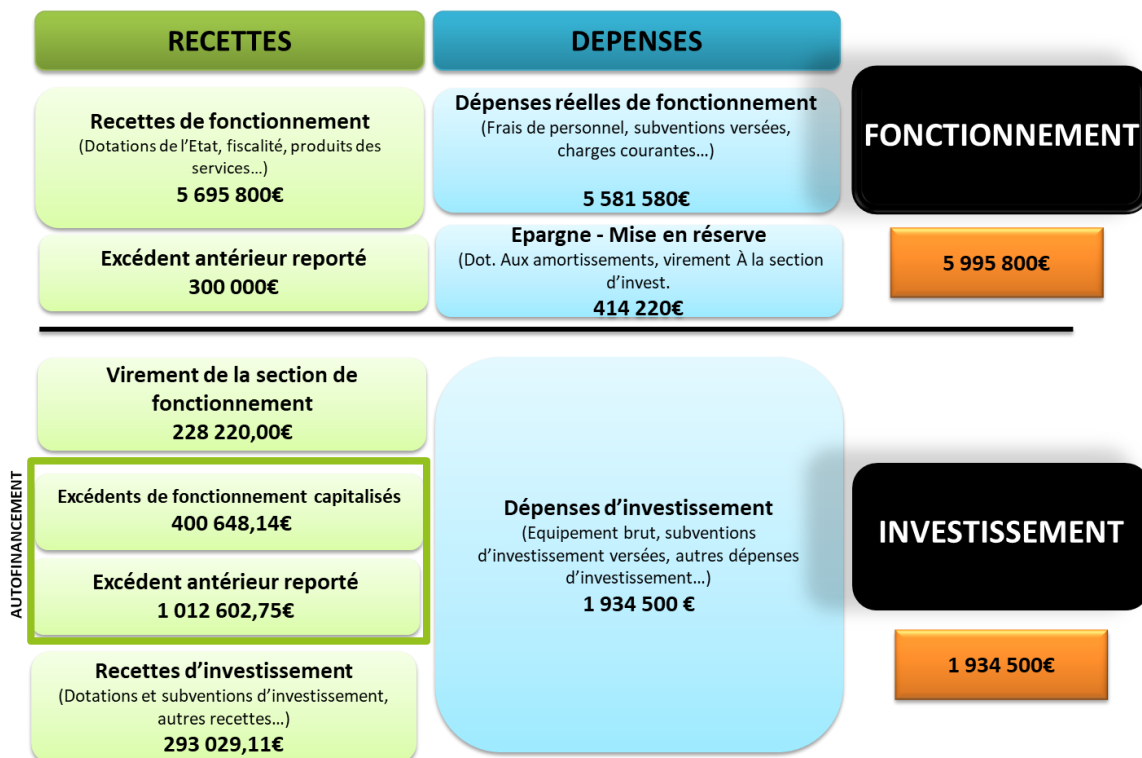 RECETTES
DEPENSES
Recettes de fonctionnement
(Dotations de l'Etat, fiscalité, produits des
services…)
5 695 800€
Dépenses réelles de fonctionnement
(Frais de personnel, subventions versées,
charges courantes…)
5 581 580€
FONCTIONNEMENT
Excédent antérieur reporté
300 000€
Epargne - Mise en réserve
(Dot. Aux amortissements, virement À la section
d'invest.
414 220€
5 995 800€
Virement de la section de
fonctionnement
228 220,00€
AUTOFINANCEMENT
Excédents de fonctionnement capitalisés
400 648,14€
Excédent antérieur reporté
1 012 602,75€
Recettes d'investissement
(Dotations et subventions d'investissement,
autres recettes…)
293 029,11€
Dépenses d'investissement
(Equipement brut, subventions
d'investissement versées, autres dépenses
d'investissement…)
1 934 500 €
INVESTISSEMENT
1 934 500€